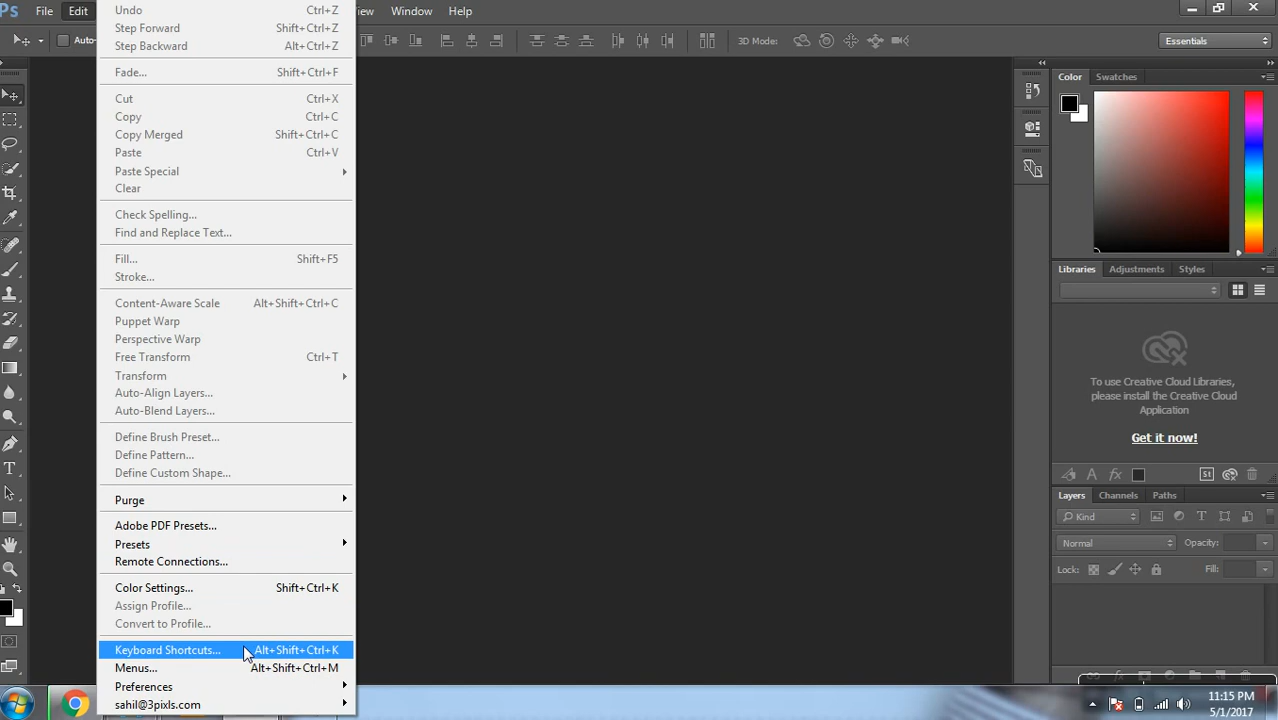 Ps File Edit Window Help
Auto-
3D Mode:
Essentials
Undo Ctrl+Z
Step Forward Shift+Ctrl+Z
Step Backward Alt+Ctrl+Z
Fade... Shift+Ctrl+F
Cut Ctrl+X
Copy Ctrl+C
Copy Merged Shift+Ctrl+C
Paste Ctrl+V
Paste Special
Clear
Check Spelling...
Find and Replace Text...
Fill... Shift+F5
Stroke...
Content-Aware Scale Alt+Shift+Ctrl+C
Puppet Warp
Perspective Warp
Free Transform Ctrl+T
Transform
Auto-Align Layers...
Auto-Blend Layers...
Define Brush Preset...
Define Pattern...
Define Custom Shape...
Purge
Adobe PDF Presets...
Presets
Remote Connections...
Color Settings... Shift+Ctrl+K
Assign Profile...
Convert to Profile...
Keyboard Shortcuts... Alt+Shift+Ctrl+K
Menus... Alt+Shift+Ctrl+M
Preferences
sahil@3pixls.com
Color Swatches
Libraries Adjustments Styles
To use Creative Cloud Libraries,
please install the Creative Cloud
Application
Get it now!
St
Layers Channels Paths
Kind
Normal Opacity:
Lock: Fill:
11:15 PM
5/1/2017